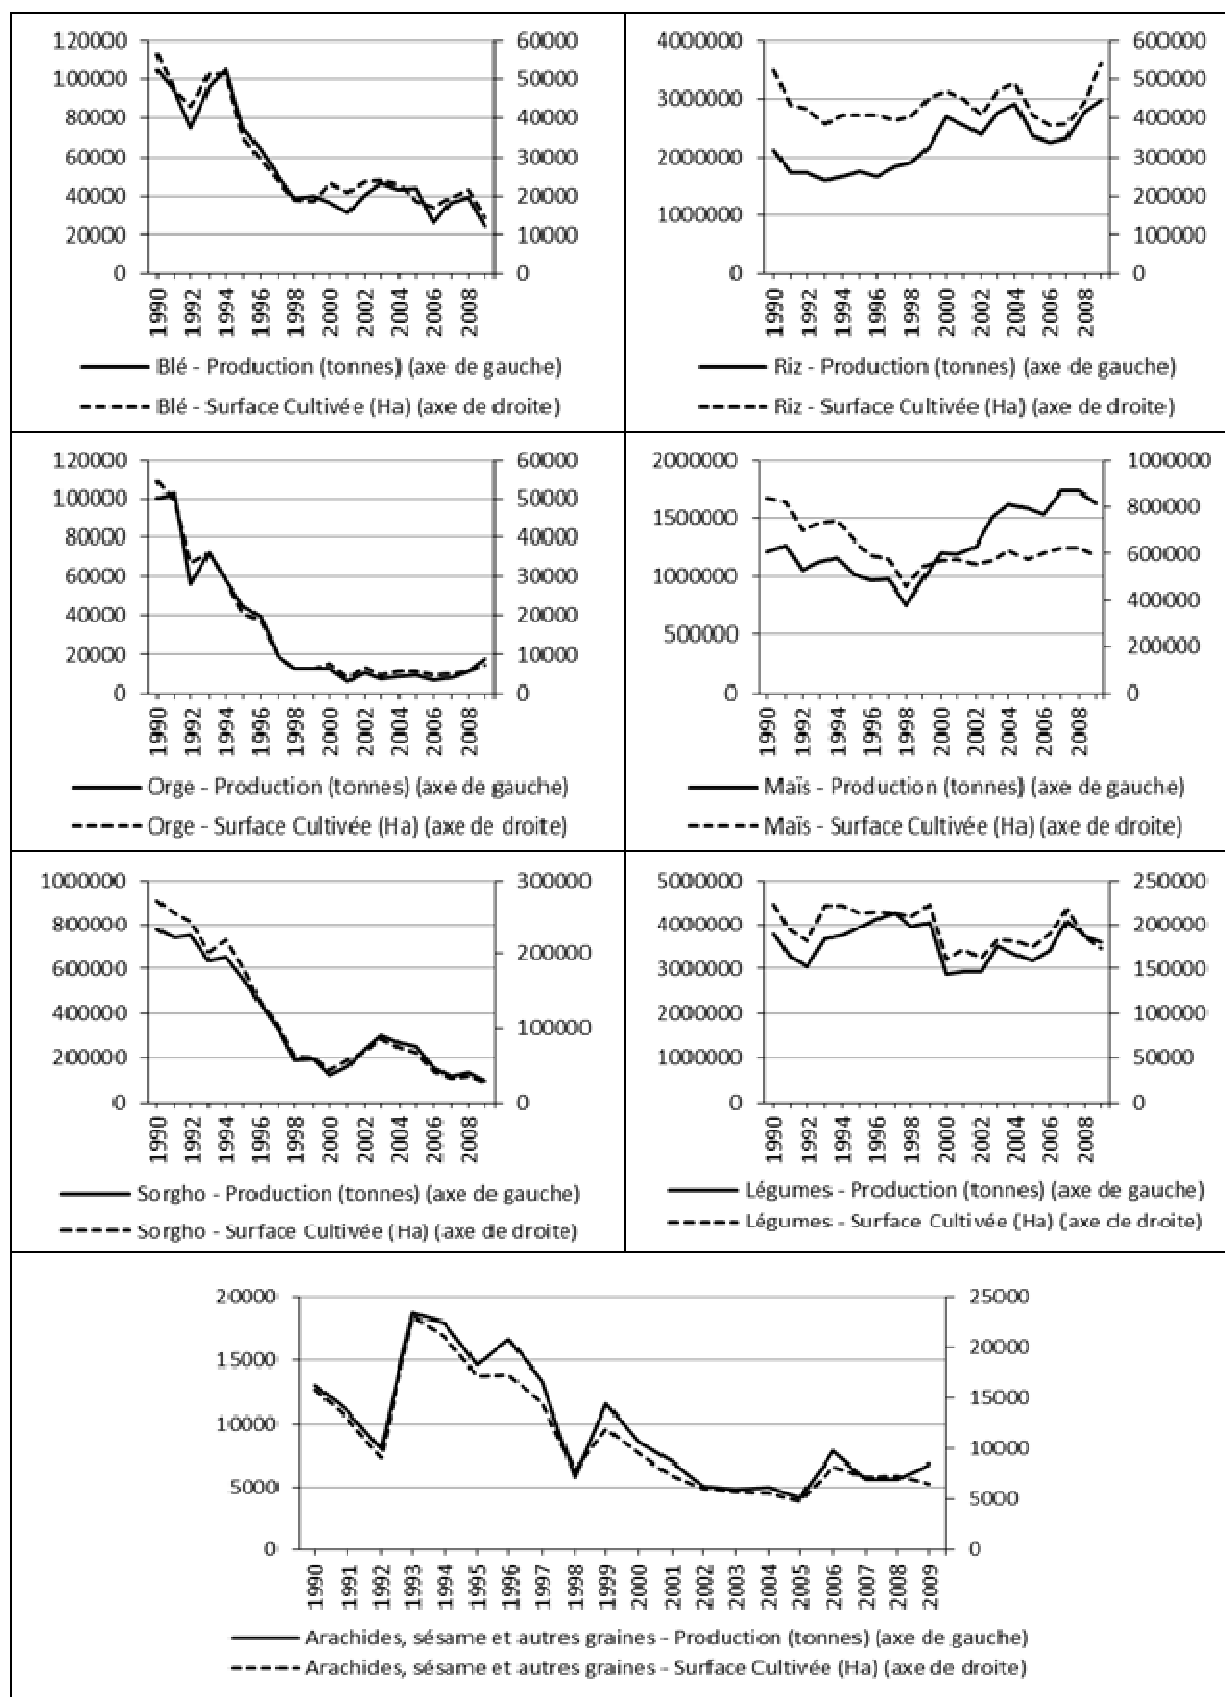 120000 60000
100000 50000
80000 40000
60000 30000
40000 20000
20000 10000
0 0
1990 1992 1994 1996 1998 2000 2002 2004 2006 2008
Blé - Production (tonnes) (axe de gauche)
Blé - Surface Cultivée (Ha) (axe de droite)
4000000 600000
500000
3000000 400000
2000000 300000
200000
1000000 100000
0 0
1990 1992 1994 1996 1998 2000 2002 2004 2006 2008
Riz - Production (tonnes) (axe de gauche)
Riz - Surface Cultivée (Ha) (axe de droite)
120000 60000
100000 50000
80000 40000
60000 30000
40000 20000
20000 10000
0 0
1990 1992 1994 1996 1998 2000 2002 2004 2006 2008
Orge - Production (tonnes) (axe de gauche)
Orge - Surface Cultivée (Ha) (axe de droite)
2000000 1000000
1500000 800000
1000000 600000
400000
500000 200000
0 0
1990 1992 1994 1996 1998 2000 2002 2004 2006 2008
Maïs - Production (tonnes) (axe de gauche)
Maïs - Surface Cultivée (Ha) (axe de droite)
1000000 300000
800000
600000 200000
400000 100000
200000
0 0
1990 1992 1994 1996 1998 2000 2002 2004 2006 2008
Sorgho - Production (tonnes) (axe de gauche)
Sorgho - Surface Cultivée (Ha) (axe de droite)
5000000 250000
4000000 200000
3000000 150000
2000000 100000
1000000 50000
0 0
1990 1992 1994 1996 1998 2000 2002 2004 2006 2008
Légumes - Production (tonnes) (axe de gauche)
Légumes - Surface Cultivée (Ha) (axe de droite)
20000 25000
20000
15000 15000
10000 10000
5000 5000
0 0
1990 1991 1992 1993 1994 1995 1996 1997 1998 1999 2000 2001 2002 2003 2004 2005 2006 2007 2008 2009
Arachides, sésame et autres graines - Production (tonnes) (axe de gauche)
Arachides, sésame et autres graines - Surface Cultivée (Ha) (axe de droite)